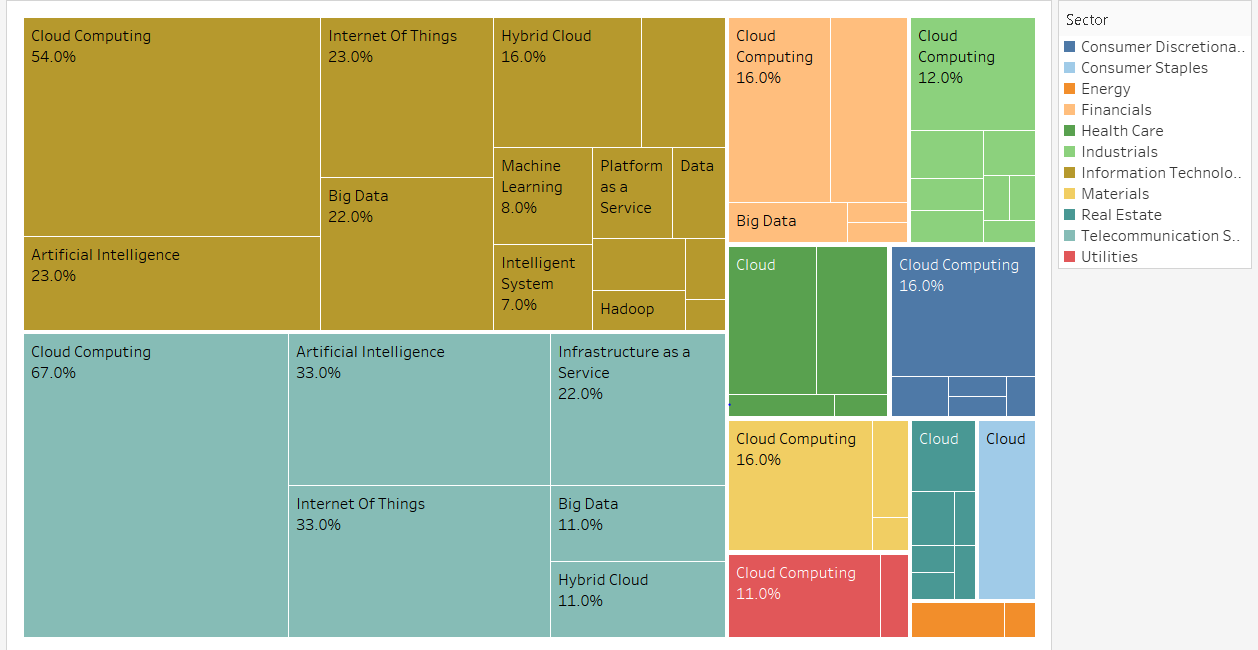 Cloud Computing
54.0%
Artificial Intelligence
23.0%
Internet Of Things
23.0%
Big Data
22.0%
Hybrid Cloud
16.0%
Machine
Learning
8.0%
Intelligent
System
7.0%
Platform
as a
Service
Data
Hadoop
Cloud Computing
67.0%
Artificial Intelligence
33.0%
Internet Of Things
33.0%
Infrastructure as a
Service
22.0%
Big Data
11.0%
Hybrid Cloud
11.0%
Cloud
Computing
16.0%
Big Data
Cloud
Computing
12.0%
Cloud
Cloud Computing
16.0%
Cloud Computing
16.0%
Cloud Computing
11.0%
Cloud
Cloud
Sector
Consumer Discretiona..
Consumer Staples
Energy
Financials
Health Care
Industrials
Information Technolo..
Materials
Real Estate
Telecommunication S..
Utilities